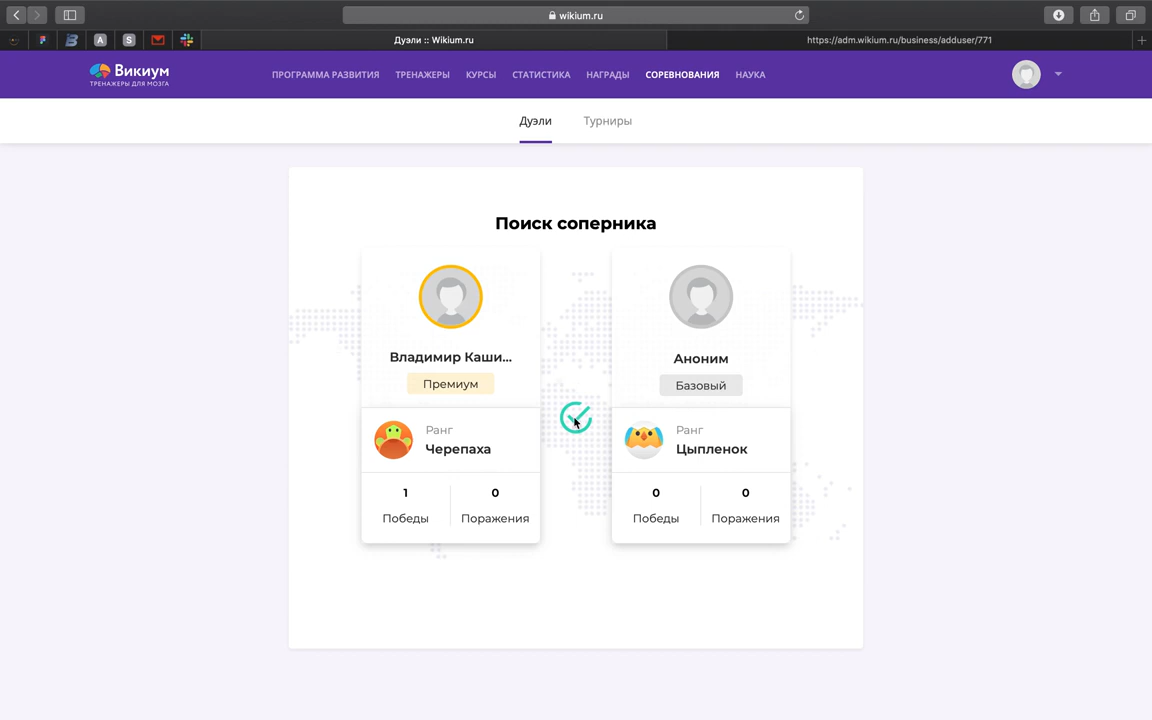 wikium.ru
A
S
Дуэли :: Wikium.ru
https://adm.wikium.ru/business/adduser/771
Викиум
ТРЕНАЖЕРЫ ДЛЯ МОЗГА
ПРОГРАММА РАЗВИТИЯ
ТРЕНАЖЕРЫ
КУРСЫ
СТАТИСТИКА
НАГРАДЫ
СОРЕВНОВАНИЯ
НАУКА
Дуэли
Турниры
Поиск соперника
Владимир Каши...
Премиум
Ранг
Черепаха
1
0
Победы
Поражения
Аноним
Базовый
Ранг
Цыпленок
0
0
Победы
Поражения